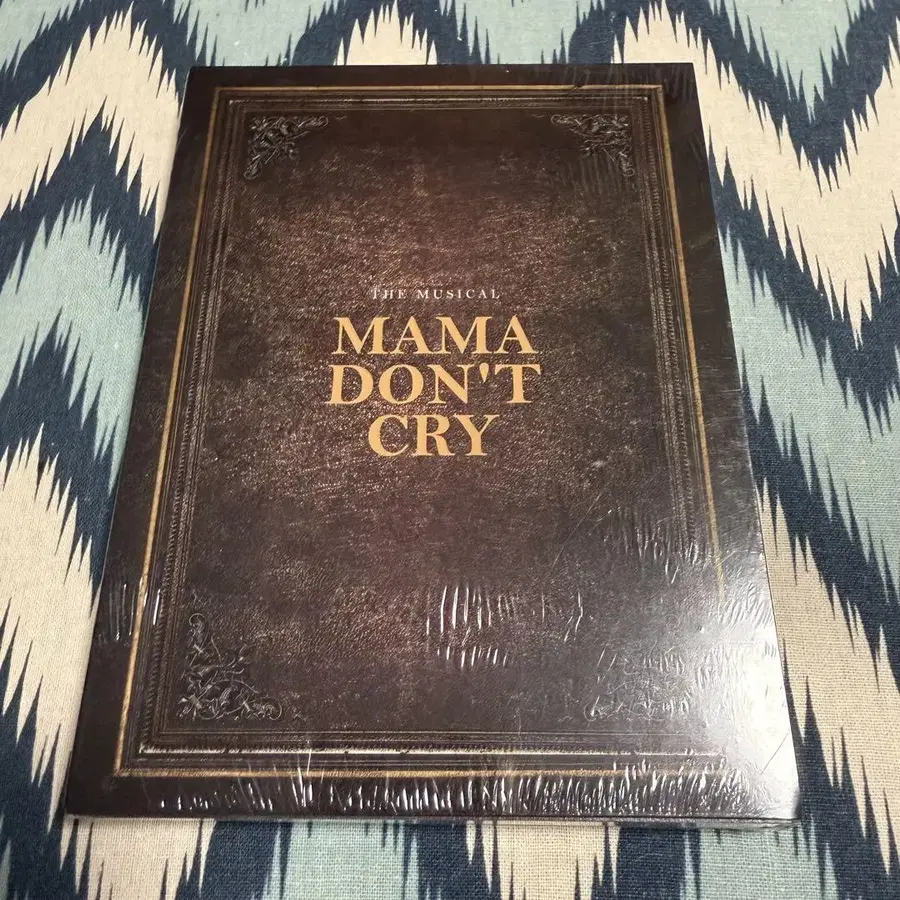 THE MUSICAL
MAMA
DON'T
CRY